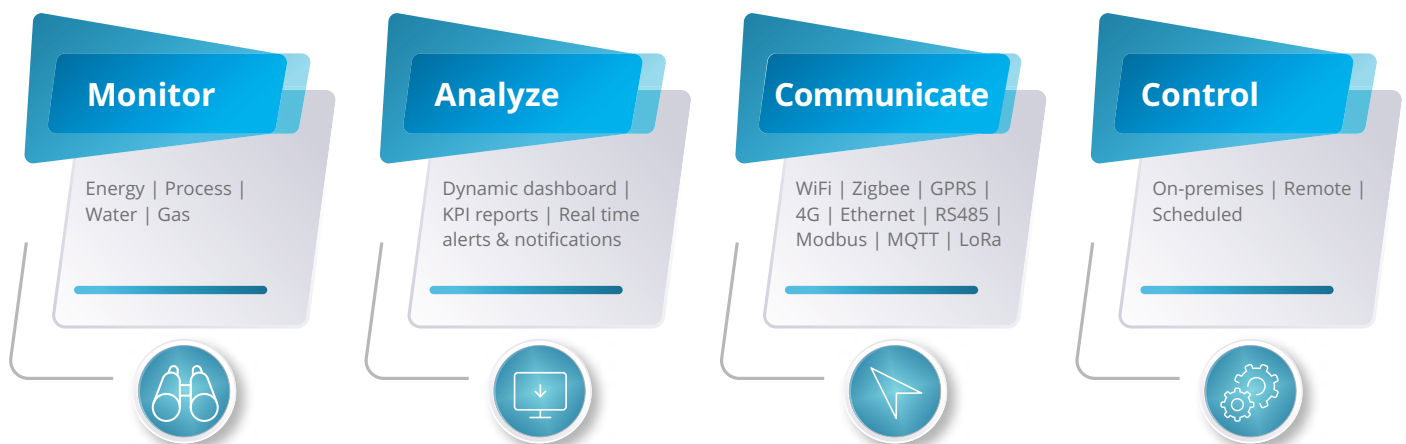 Monitor
Energy | Process |
Water | Gas
Analyze
Dynamic dashboard |
KPI reports | Real time
alerts & notifications
Communicate
WiFi | Zigbee | GPRS |
4G | Ethernet | RS485 |
Modbus | MQTT | LoRa
Control
On-premises | Remote |
Scheduled